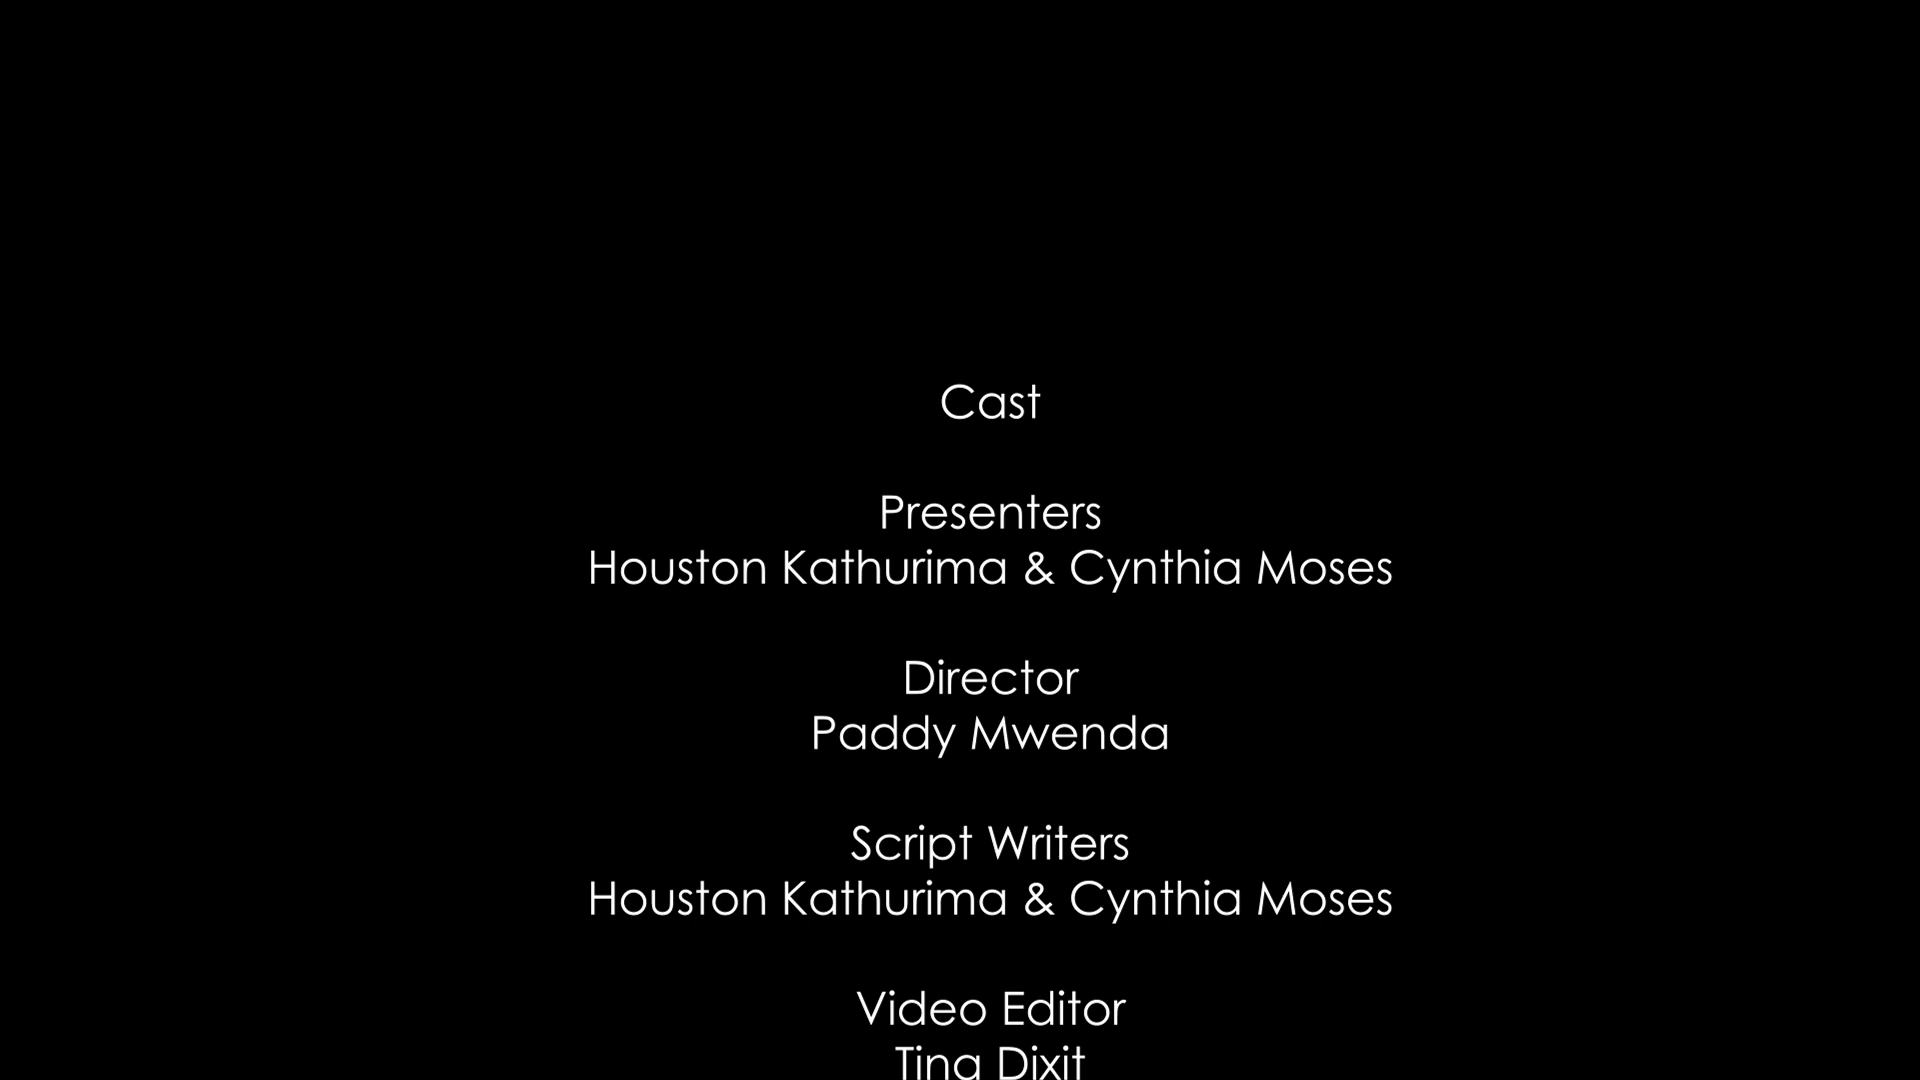 Cast
Presenters
Houston Kathurima & Cynthia Moses
Director
Paddy Mwenda
Script Writers
Houston Kathurima & Cynthia Moses
Video Editor
Tina Dixit